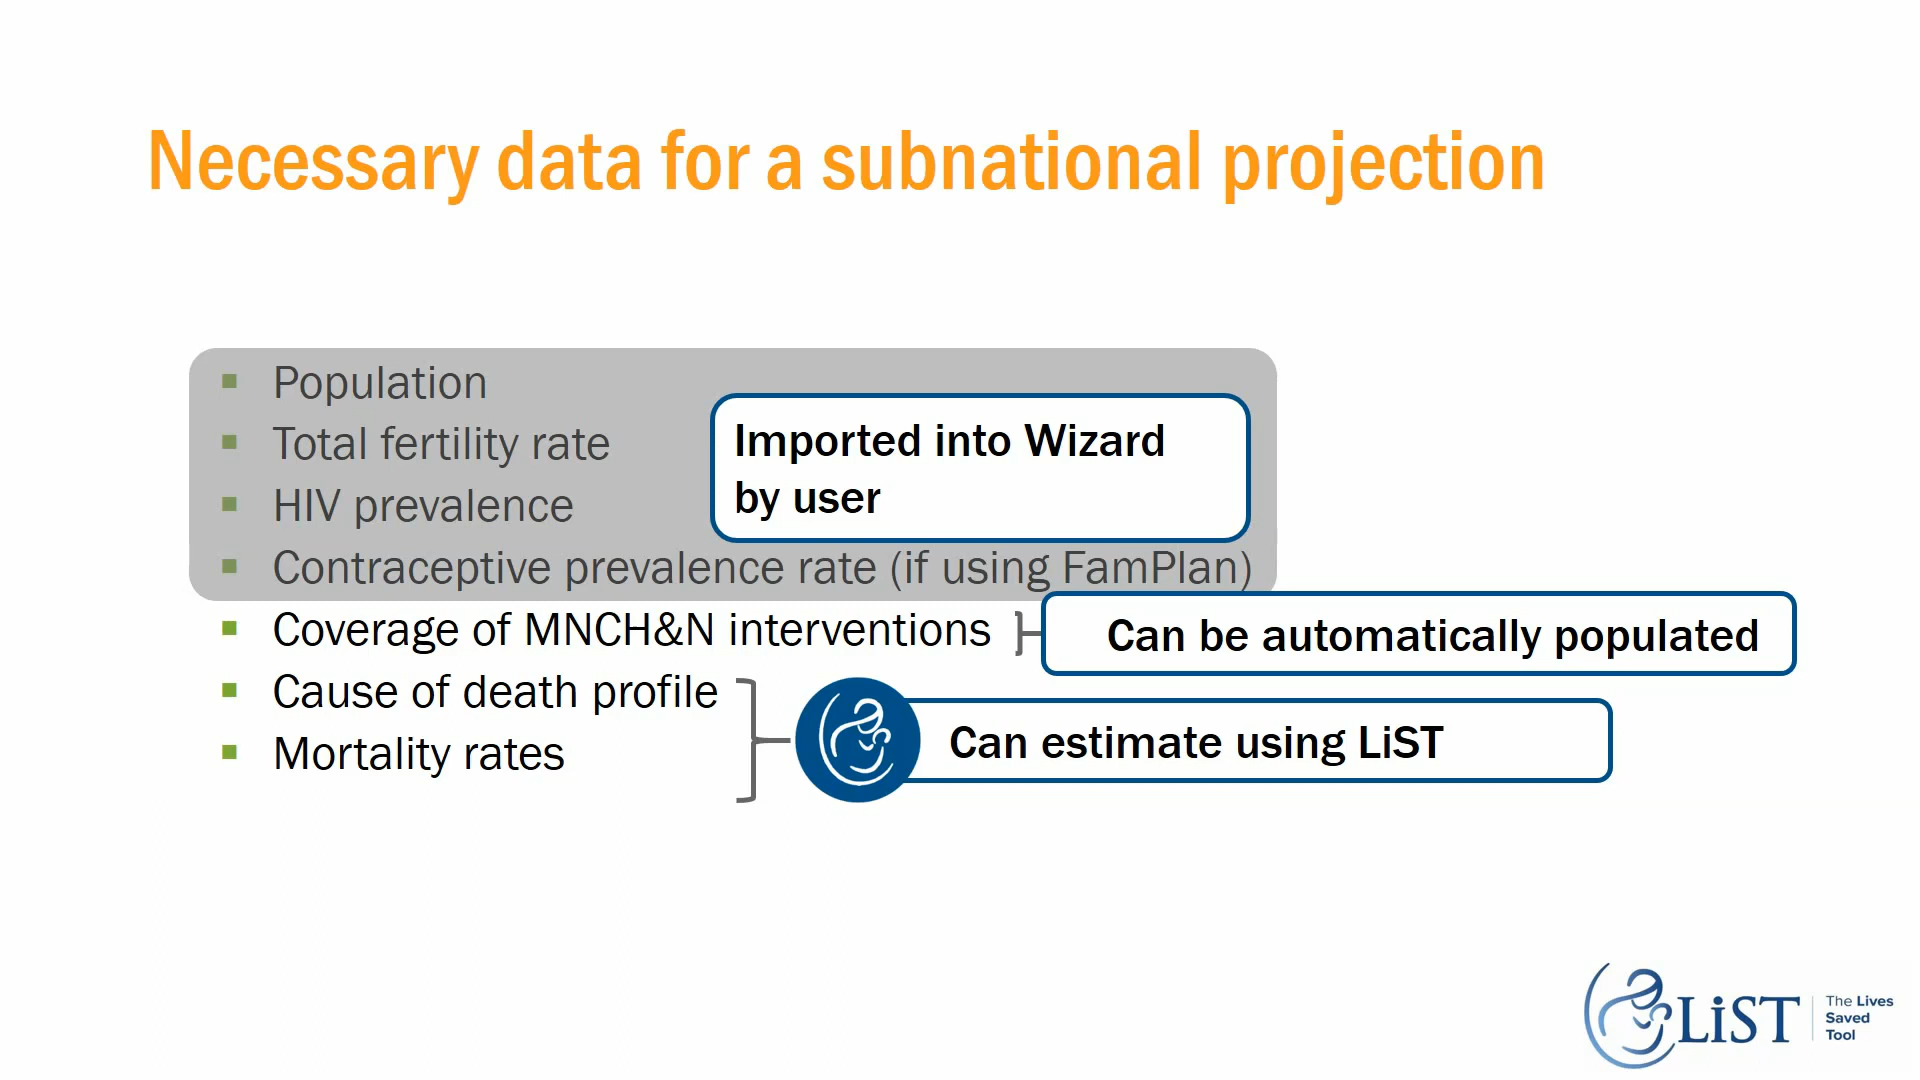 Necessary data for a subnational projection
Population
Total fertility rate
HIV prevalence
Imported into Wizard
by user
Contraceptive prevalence rate (if using FamPlan)
Coverage of MNCH&N interventions
Can be automatically populated
Cause of death profile
Mortality rates
Can estimate using LiST
LiST
The Lives
Saved
Tool